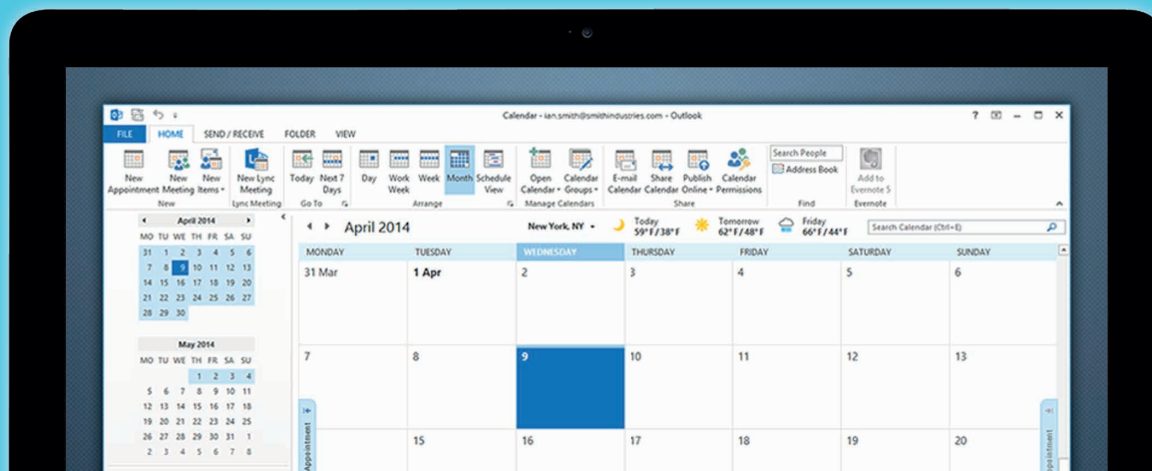 Calendar - ian.smith@smithindustries.com - Outlook
FILE HOME SEND / RECEIVE FOLDER VIEW
New Appointment
New Meeting
New Items
New Lync Meeting
Today
Next 7 Days
Day
Work Week
Week
Month
Schedule View
Open Calendar
Calendar Groups
E-mail Calendar
Share Calendar
Publish Online
Calendar Permissions
Search People
Address Book
Add to Evernote 5
New
Lync Meeting
Go To
Arrange
Manage Calendars
Share
Find
Evernote
April 2014
MO TU WE TH FR SA SU
31 1 2 3 4 5 6
7 8 9 10 11 12 13
14 15 16 17 18 19 20
21 22 23 24 25 26 27
28 29 30
May 2014
MO TU WE TH FR SA SU
1 2 3 4
5 6 7 8 9 10 11
12 13 14 15 16 17 18
19 20 21 22 23 24 25
26 27 28 29 30 31 1
2 3 4 5 6 7 8
April 2014
New York, NY
Today
59°F/38°F
Tomorrow
62°F/48°F
Friday
66°F/44°F
Search Calendar (Ctrl+E)
MONDAY TUESDAY WEDNESDAY THURSDAY FRIDAY SATURDAY SUNDAY
31 Mar 1 Apr 2 3 4 5 6
7 8 9 10 11 12 13
15 16 17 18 19 20
Appointment